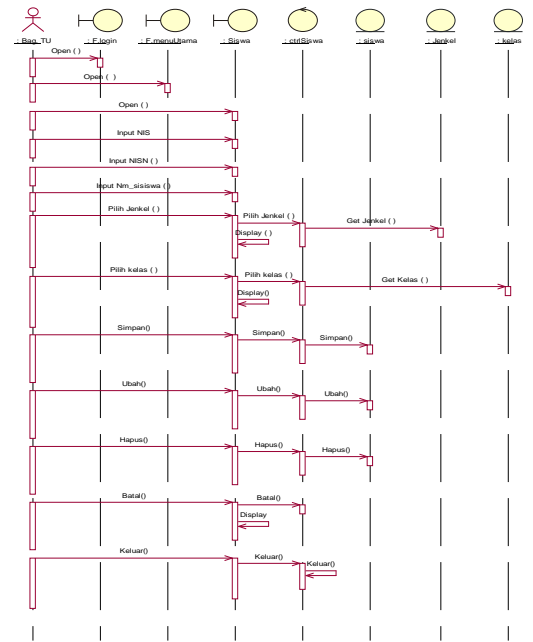 : Bag_TU
: F.login
: F.menuUtama
: Siswa
: ctrlSiswa
: siswa
: Jenkel
: kelas
Open ( )
Open ( )
Open ( )
Input NIS
Input NISN ( )
Input Nm_sisiswa ( )
Pilih Jenkel ( )
Pilih Jenkel ( )
Get Jenkel ( )
Display ( )
Pilih kelas ( )
Pilih kelas ( )
Get Kelas ( )
Display()
Simpan()
Simpan()
Simpan()
Ubah()
Ubah()
Ubah()
Hapus()
Hapus()
Hapus()
Batal()
Batal()
Display
Keluar()
Keluar()
Keluar()